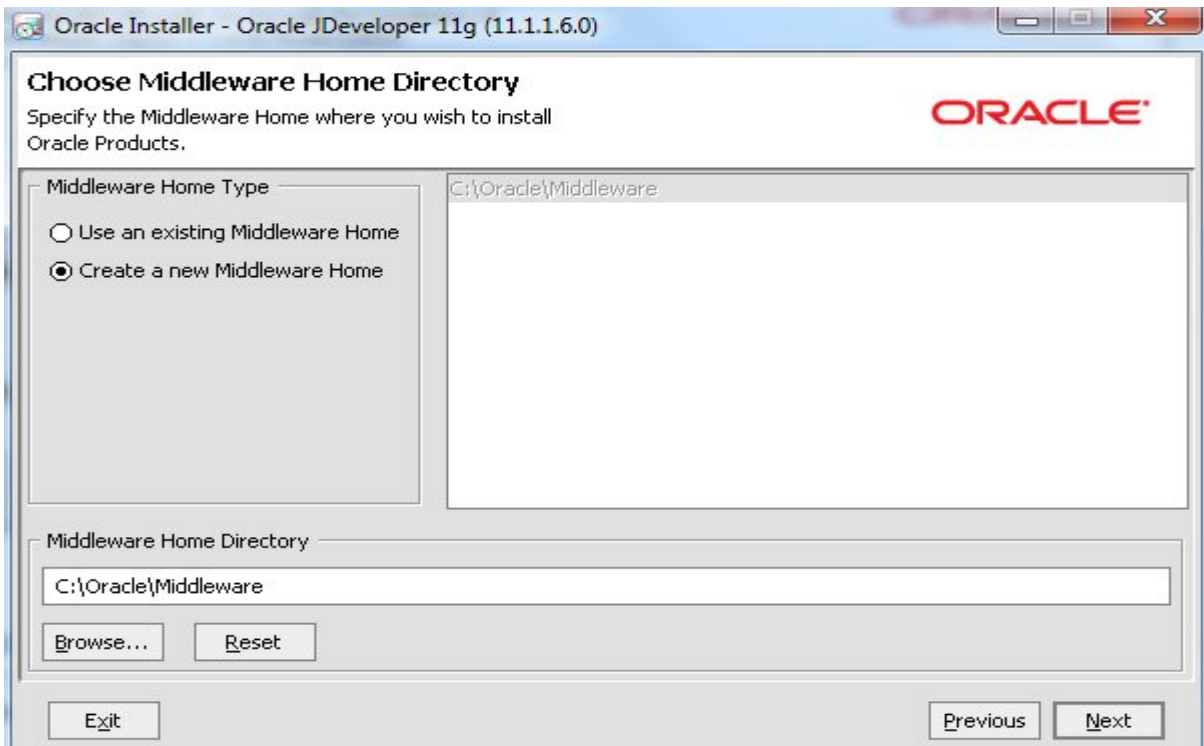 Oracle Installer - Oracle JDeveloper 11g (11.1.1.6.0)
Choose Middleware Home Directory
Specify the Middleware Home where you wish to install
Oracle Products.
ORACLE
Middleware Home Type
Use an existing Middleware Home
Create a new Middleware Home
C:\Oracle\Middleware
Middleware Home Directory
C:\Oracle\Middleware
Browse...
Reset
Exit
Previous
Next